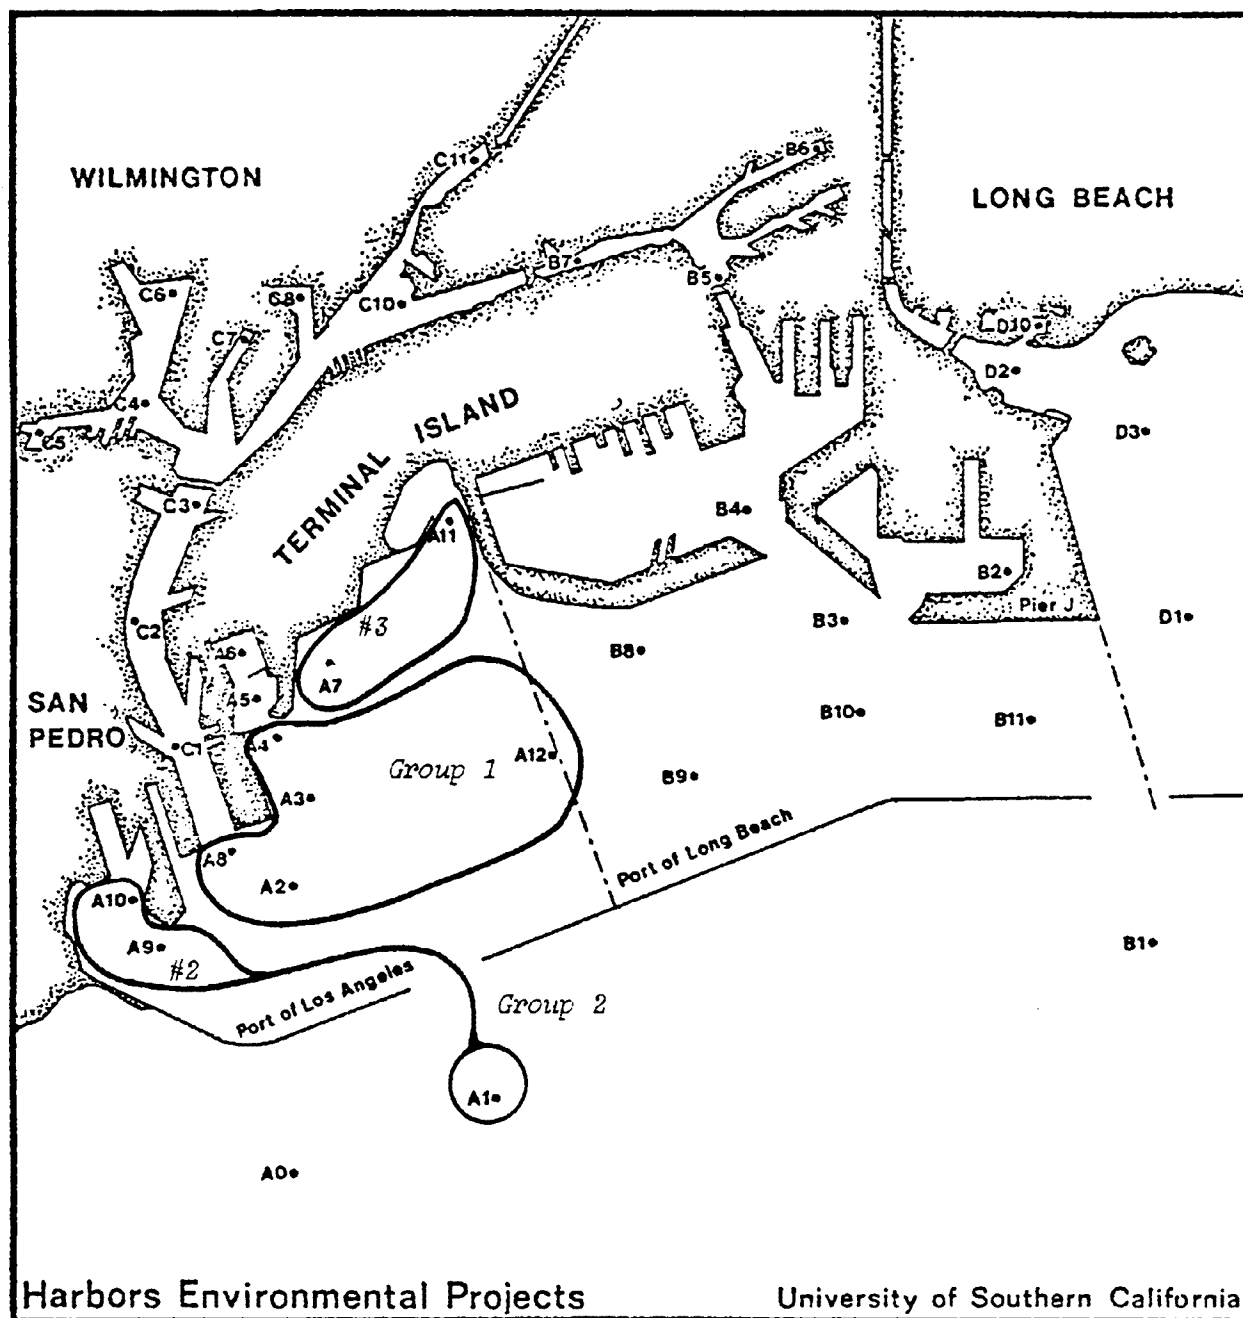 C11
B6
WILMINGTON
LONG BEACH
B7
B5
C6
C8
C10
C7
D10
D2
C4
C5
D3
TERMINAL ISLAND
C3
B4
A11
B2
Pier J
C2
#3
B3
D1
A6
B8
A7
SAN
PEDRO
A5
B10
B11
C1
A4
A12
Group 1
B9
A3
A8
Port of Long Beach
A2
A10
A9
B1
#2
Port of Los Angeles
Group 2
A1
A0
Harbors Environmental Projects
University of Southern California